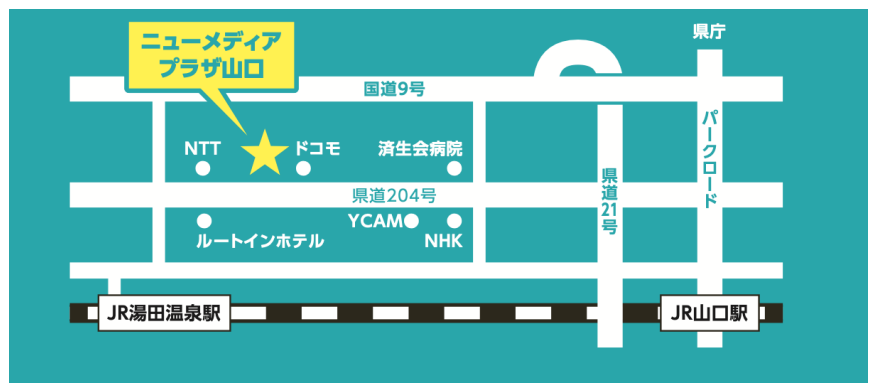 ニューメディア
プラザ山口
県庁
国道9号
パークロード
NTT
ドコモ
済生会病院
県道204号
県道21号
YCAM
ルートインホテル
NHK
JR湯田温泉駅
JR山口駅